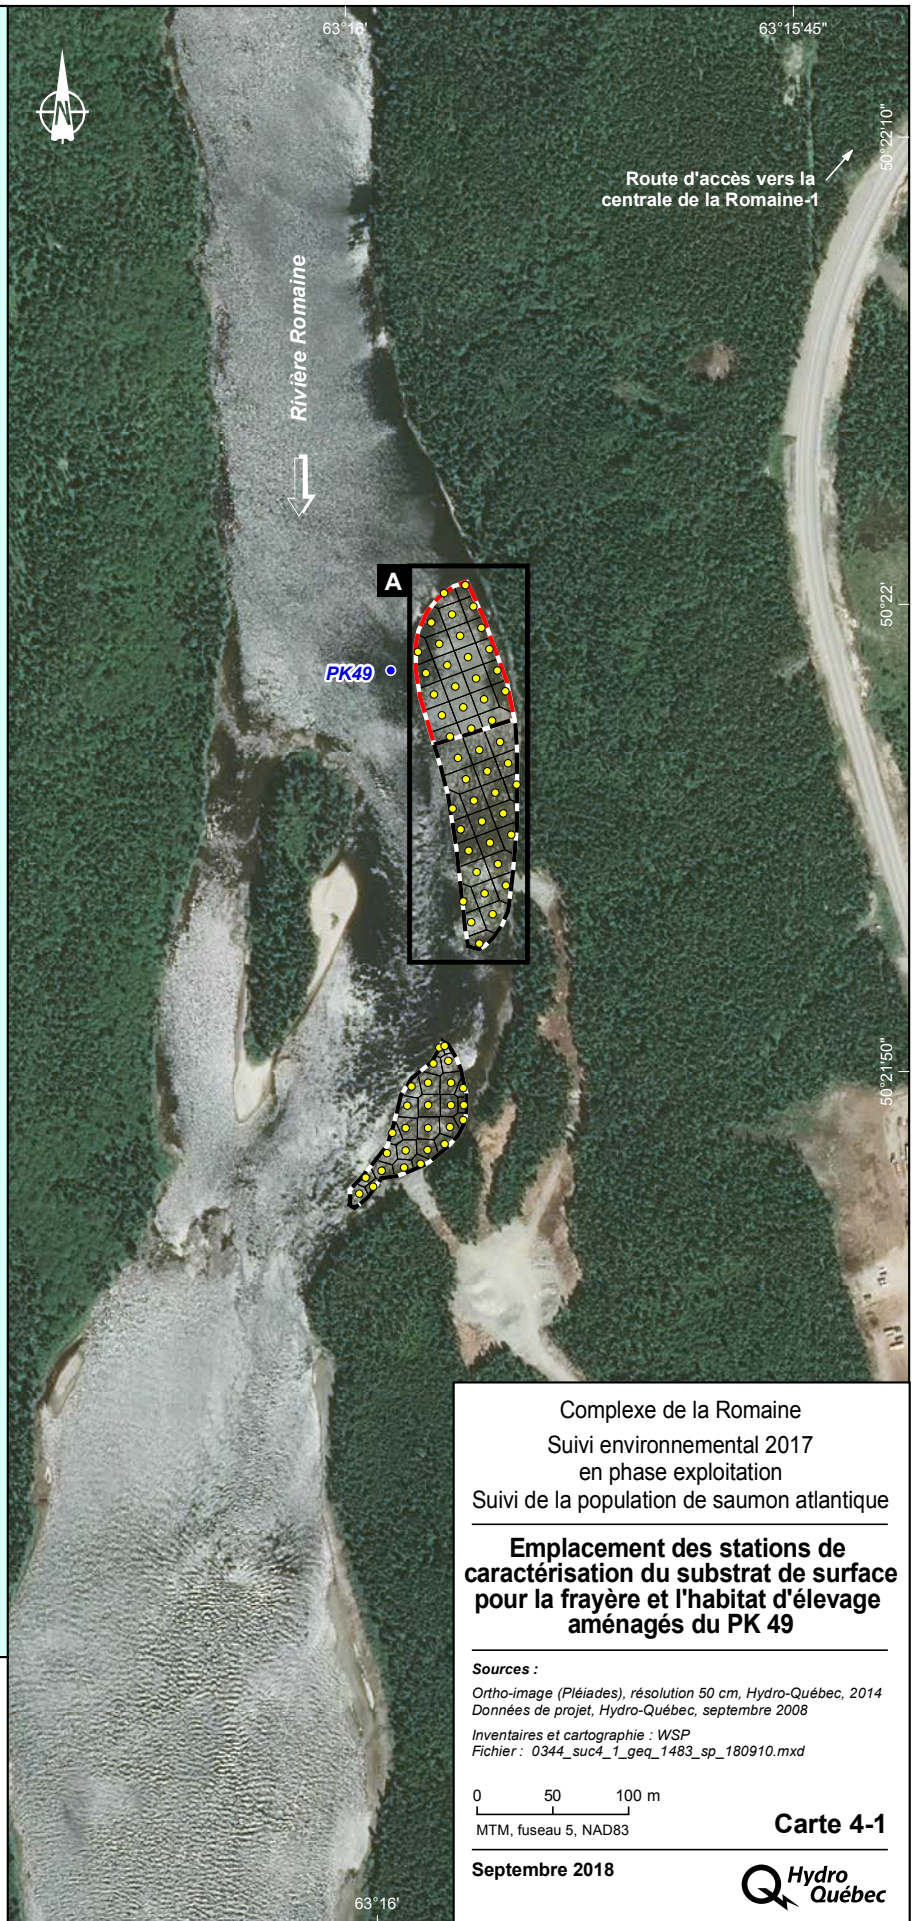 63°16'
63°15'45"
N
50°22'10"
Route d'accès vers la
centrale de la Romaine-1
Rivière Romaine
A
PK49
50°22'
50°21'50"
Complexe de la Romaine
Suivi environnemental 2017
en phase exploitation
Suivi de la population de saumon atlantique
Emplacement des stations de
caractérisation du substrat de surface
pour la frayère et l'habitat d'élevage
aménagés du PK 49
Sources :
Ortho-image (Pléiades), résolution 50 cm, Hydro-Québec, 2014
Données de projet, Hydro-Québec, septembre 2008
Inventaires et cartographie : WSP
Fichier : 0344_suc4_1_geq_1483_sp_180910.mxd
0 50 100 m
MTM, fuseau 5, NAD83
Carte 4-1
Septembre 2018
Hydro
Québec
63°16'